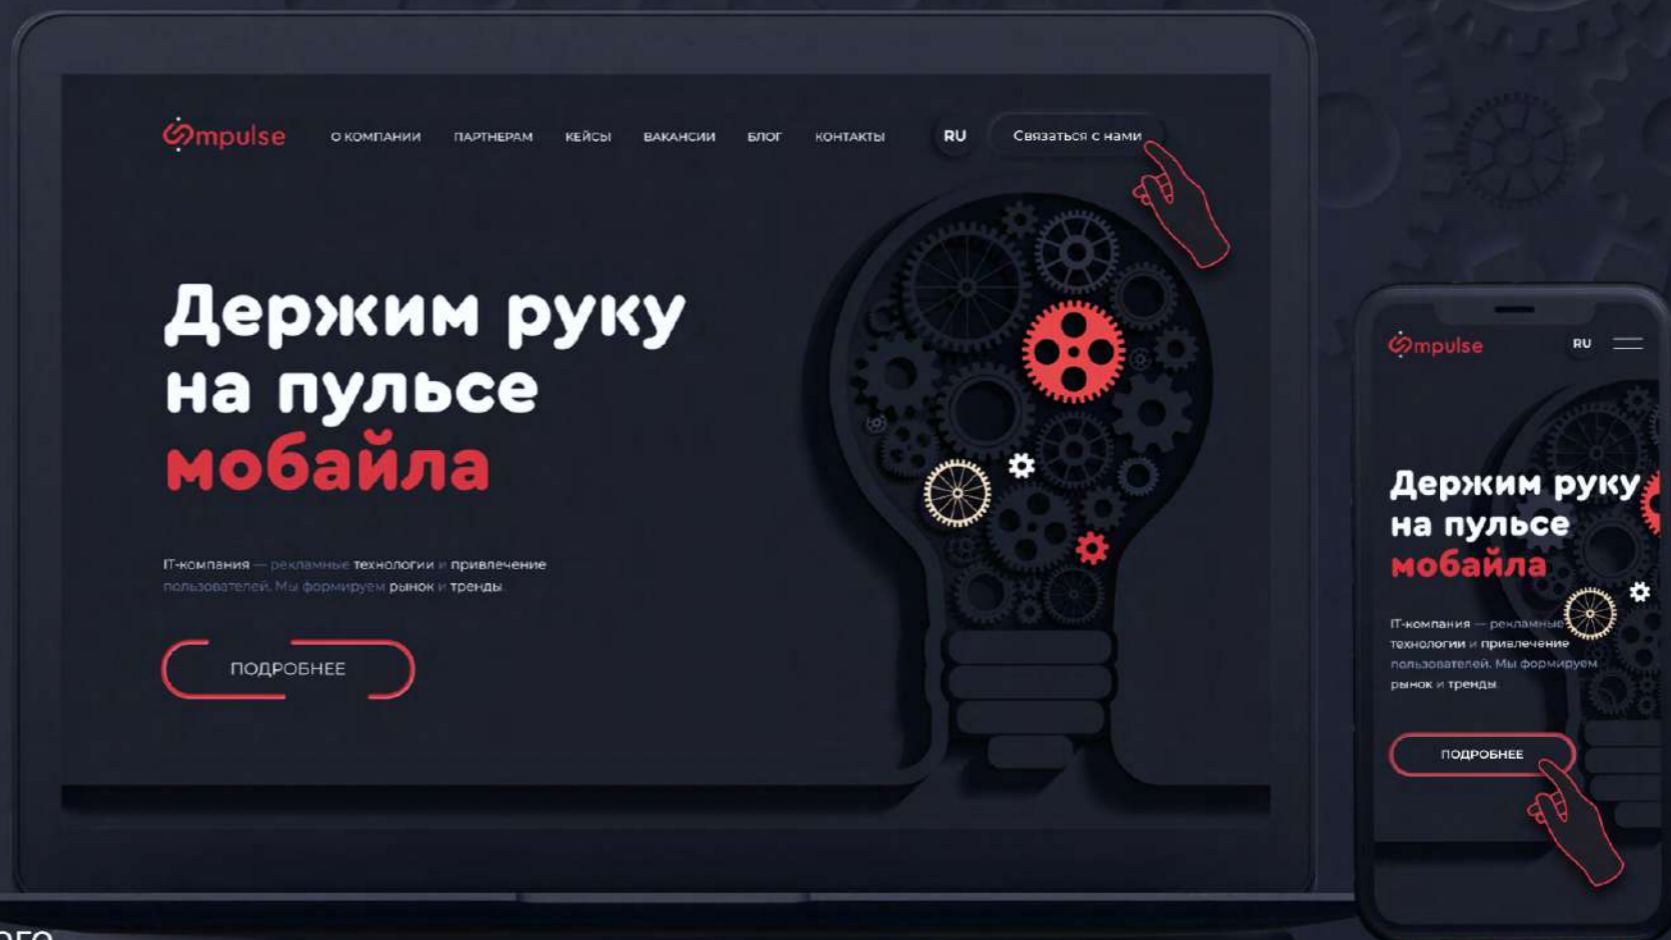 mpulse
О КОМПАНИИ ПАРТНЕРАМ КЕЙСЫ ВАКАНСИИ БЛОГ КОНТАКТЫ RU Связаться с нами
Держим руку
на пульсе
мобайла
IT-компания — рекламные технологии и привлечение
пользователей. Мы формируем рынок и тренды.
ПОДРОБНЕЕ
mpulse RU
Держим руку
на пульсе
мобайла
IT-компания — рекламные
технологии и привлечение
пользователей. Мы формируем
рынок и тренды.
ПОДРОБНЕЕ